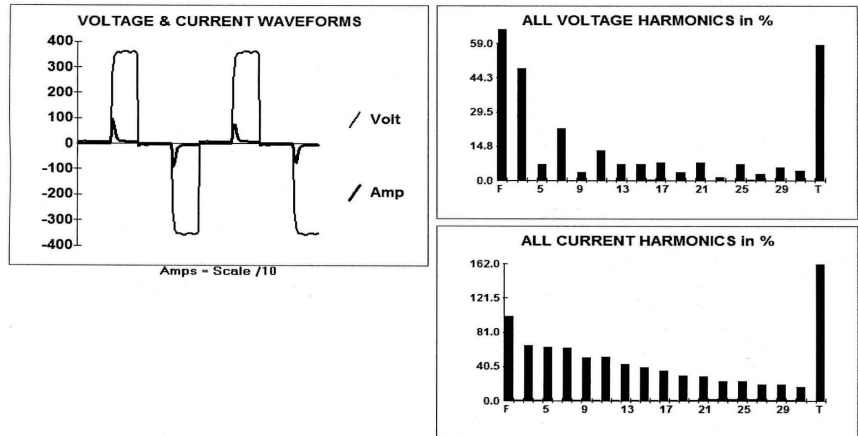 VOLTAGE & CURRENT WAVEFORMS
400
300
200
100
0
-100
-200
-300
-400
Volt
Amp
Amps = Scale /10
ALL VOLTAGE HARMONICS in %
59.0
44.3
29.5
14.8
0.0
F 5 9 13 17 21 25 29 T
ALL CURRENT HARMONICS in %
162.0
121.5
81.0
40.5
0.0
F 5 9 13 17 21 25 29 T